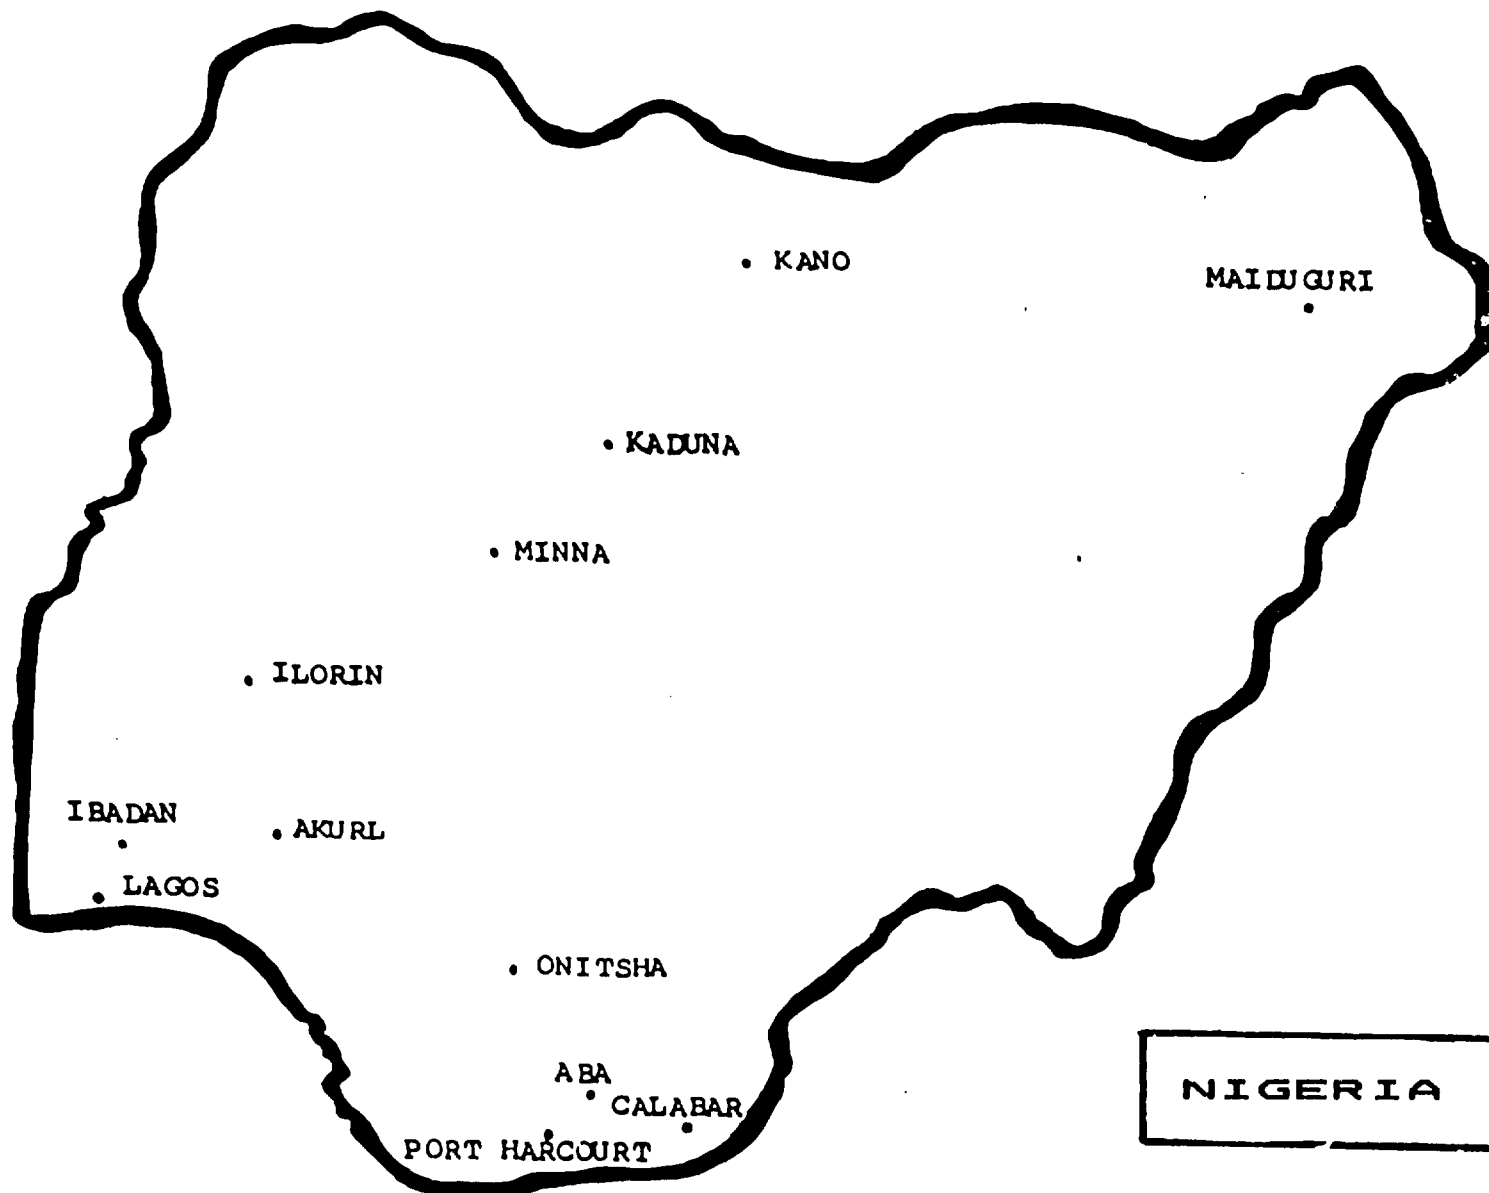 KANO
MAIDUGURI
KADUNA
MINNA
ILORIN
IBADAN
AKURL
LAGOS
ONITSHA
ABA
CALABAR
PORT HARCOURT
NIGERIA